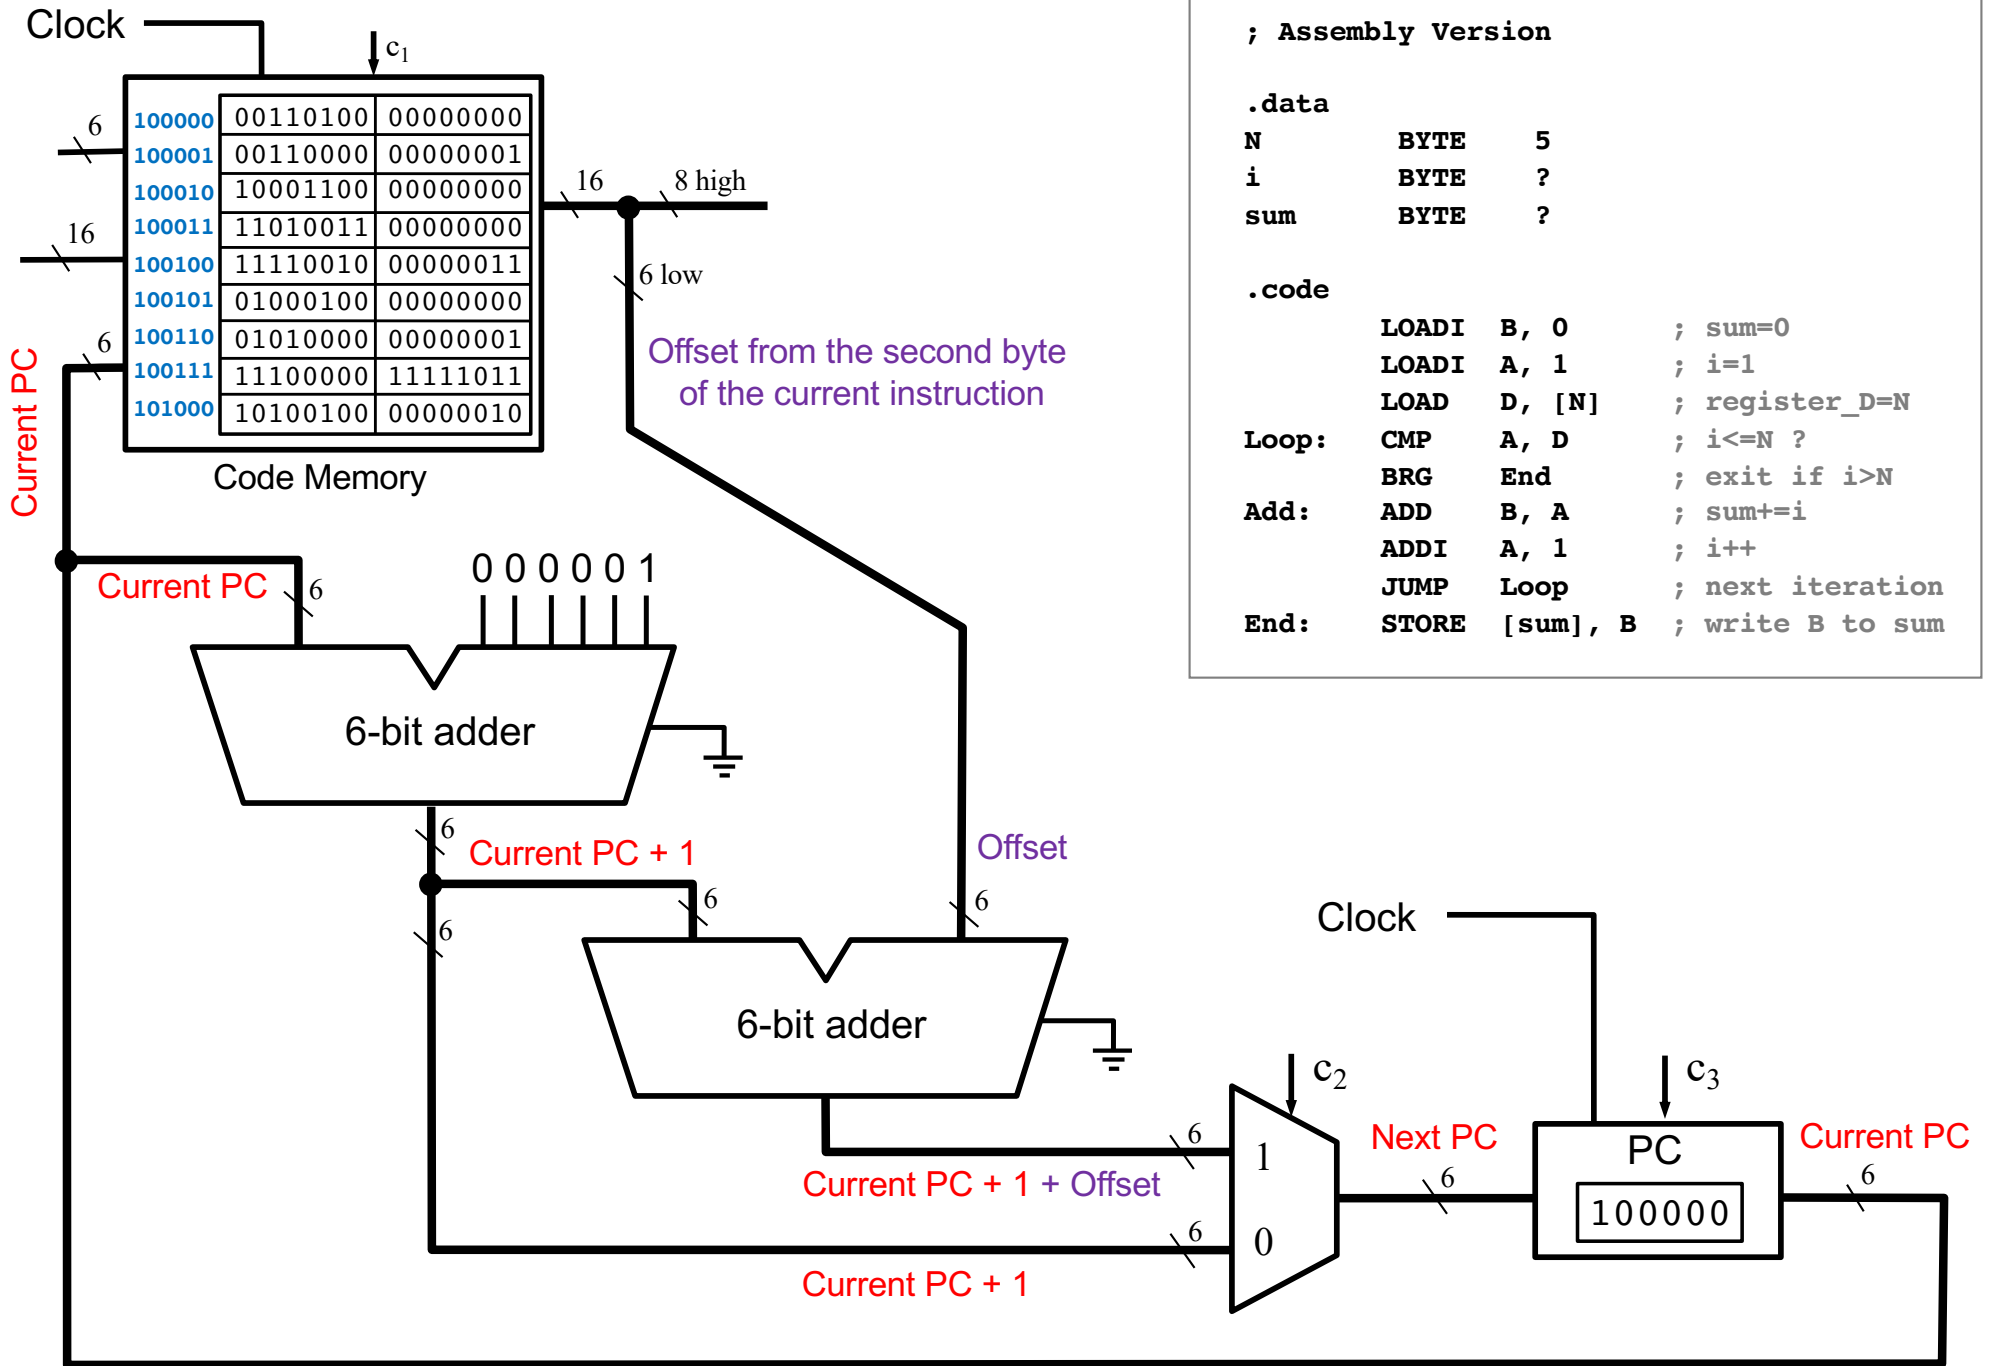 Clock
c1
6
16
6
100000 00110100 00000000
100001 00110000 00000001
100010 10001100 00000000
100011 11010011 00000000
100100 11110010 00000011
100101 01000100 00000000
100110 01010000 00000001
100111 11100000 11111011
101000 10100100 00000010
Code Memory
16
8 high
6 low
Offset from the second byte
of the current instruction
Current PC
; Assembly Version
.data
N BYTE 5
i BYTE ?
sum BYTE ?
.code
LOADI B, 0 ; sum=0
LOADI A, 1 ; i=1
LOAD D, [N] ; register_D=N
Loop: CMP A, D ; i<=N ?
BRG End ; exit if i>N
Add: ADD B, A ; sum+=i
ADDI A, 1 ; i++
JUMP Loop ; next iteration
End: STORE [sum], B ; write B to sum
Current PC
6
0 0 0 0 0 1
6-bit adder
6
Current PC + 1
6
6
Offset
6
6-bit adder
6
Current PC + 1 + Offset
6
Current PC + 1
c2
1
0
Next PC
6
Clock
c3
PC
100000
Current PC
6